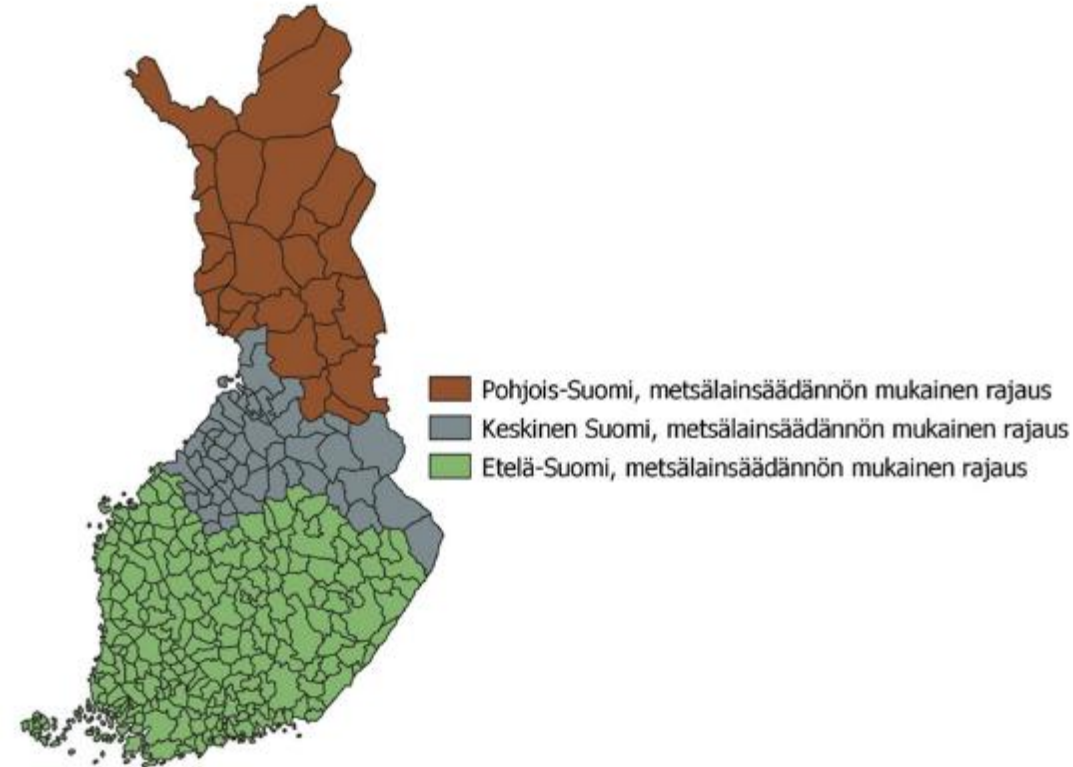 Pohjois-Suomi, metsälainsäädännön mukainen rajaus
Keskinen Suomi, metsälainsäädännön mukainen rajaus
Etelä-Suomi, metsälainsäädännön mukainen rajaus